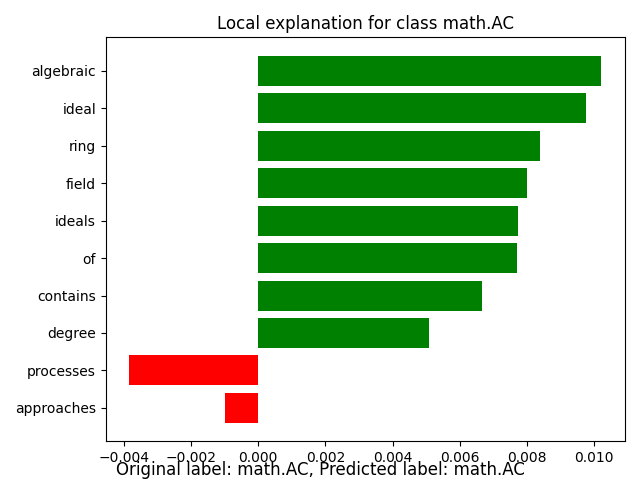 Local explanation for class math.AC
algebraic
ideal
ring
field
ideals
of
contains
degree
processes
approaches
−0.004 −0.002 0.000 0.002 0.004 0.006 0.008 0.010
Original label: math.AC, Predicted label: math.AC